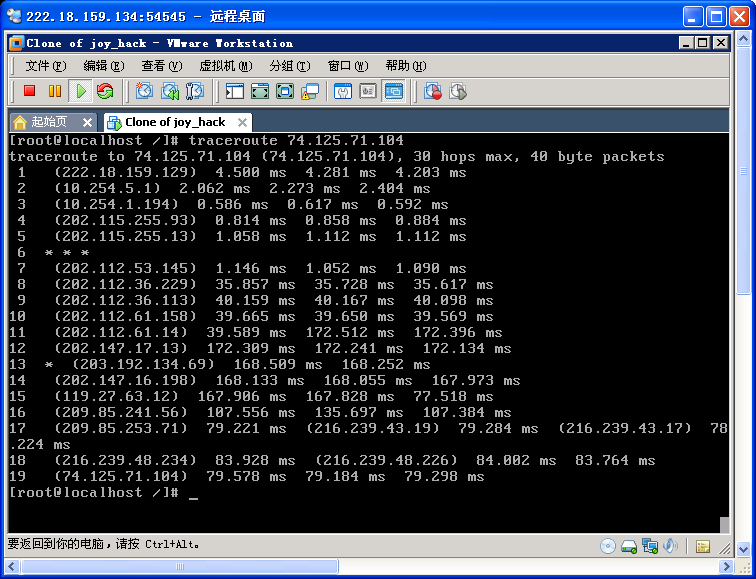 222.18.159.134:54545 - 远程桌面
Clone of joy_hack - VMware Workstation
文件(F) 编辑(E) 查看(V) 虚拟机(M) 分组(T) 窗口(W) 帮助(H)
起始页 Clone of joy_hack
[root@localhost /]# traceroute 74.125.71.104
traceroute to 74.125.71.104 (74.125.71.104), 30 hops max, 40 byte packets
1 (222.18.159.129) 4.500 ms 4.281 ms 4.203 ms
2 (10.254.5.1) 2.062 ms 2.273 ms 2.404 ms
3 (10.254.1.194) 0.586 ms 0.617 ms 0.592 ms
4 (202.115.255.93) 0.814 ms 0.858 ms 0.884 ms
5 (202.115.255.13) 1.058 ms 1.112 ms 1.112 ms
6 * * *
7 (202.112.53.145) 1.146 ms 1.052 ms 1.090 ms
8 (202.112.36.229) 35.857 ms 35.728 ms 35.617 ms
9 (202.112.36.113) 40.159 ms 40.167 ms 40.098 ms
10 (202.112.61.158) 39.665 ms 39.650 ms 39.569 ms
11 (202.112.61.14) 39.589 ms 172.512 ms 172.396 ms
12 (202.147.17.13) 172.309 ms 172.241 ms 172.134 ms
13 * (203.192.134.69) 168.509 ms 168.252 ms
14 (202.147.16.198) 168.133 ms 168.055 ms 167.973 ms
15 (119.27.63.12) 167.906 ms 167.828 ms 77.518 ms
16 (209.85.241.56) 107.556 ms 135.697 ms 107.384 ms
17 (209.85.253.71) 79.221 ms (216.239.43.19) 79.284 ms (216.239.43.17) 78
.224 ms
18 (216.239.48.234) 83.928 ms (216.239.48.226) 84.002 ms 83.764 ms
19 (74.125.71.104) 79.578 ms 79.184 ms 79.298 ms
[root@localhost /]# _
要返回到你的电脑，请按 Ctrl+Alt。